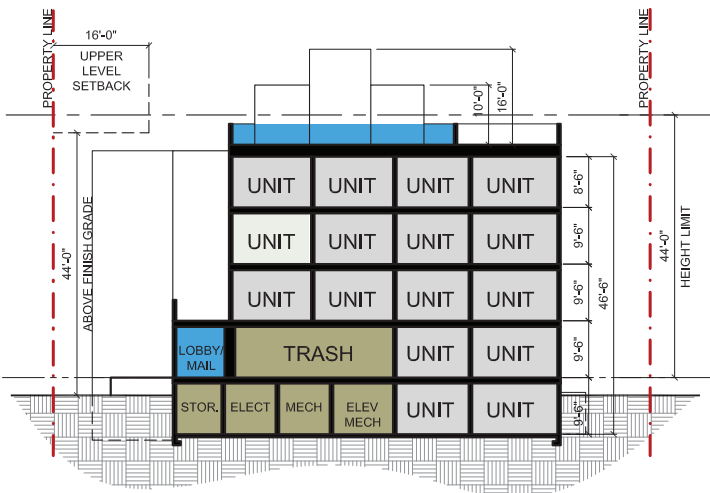 PROPERTY LINE
16'-0"
UPPER
LEVEL
SETBACK
PROPERTY LINE
10'-0"
16'-0"
UNIT UNIT UNIT UNIT
8'-6"
UNIT UNIT UNIT UNIT
9'-6"
44'-0"
ABOVE FINISH GRADE
44'-0"
HEIGHT LIMIT
46'-6"
UNIT UNIT UNIT UNIT
9'-6"
LOBBY/
MAIL
TRASH UNIT UNIT
9'-6"
STOR. ELECT MECH ELEV
MECH
UNIT UNIT
9'-6"